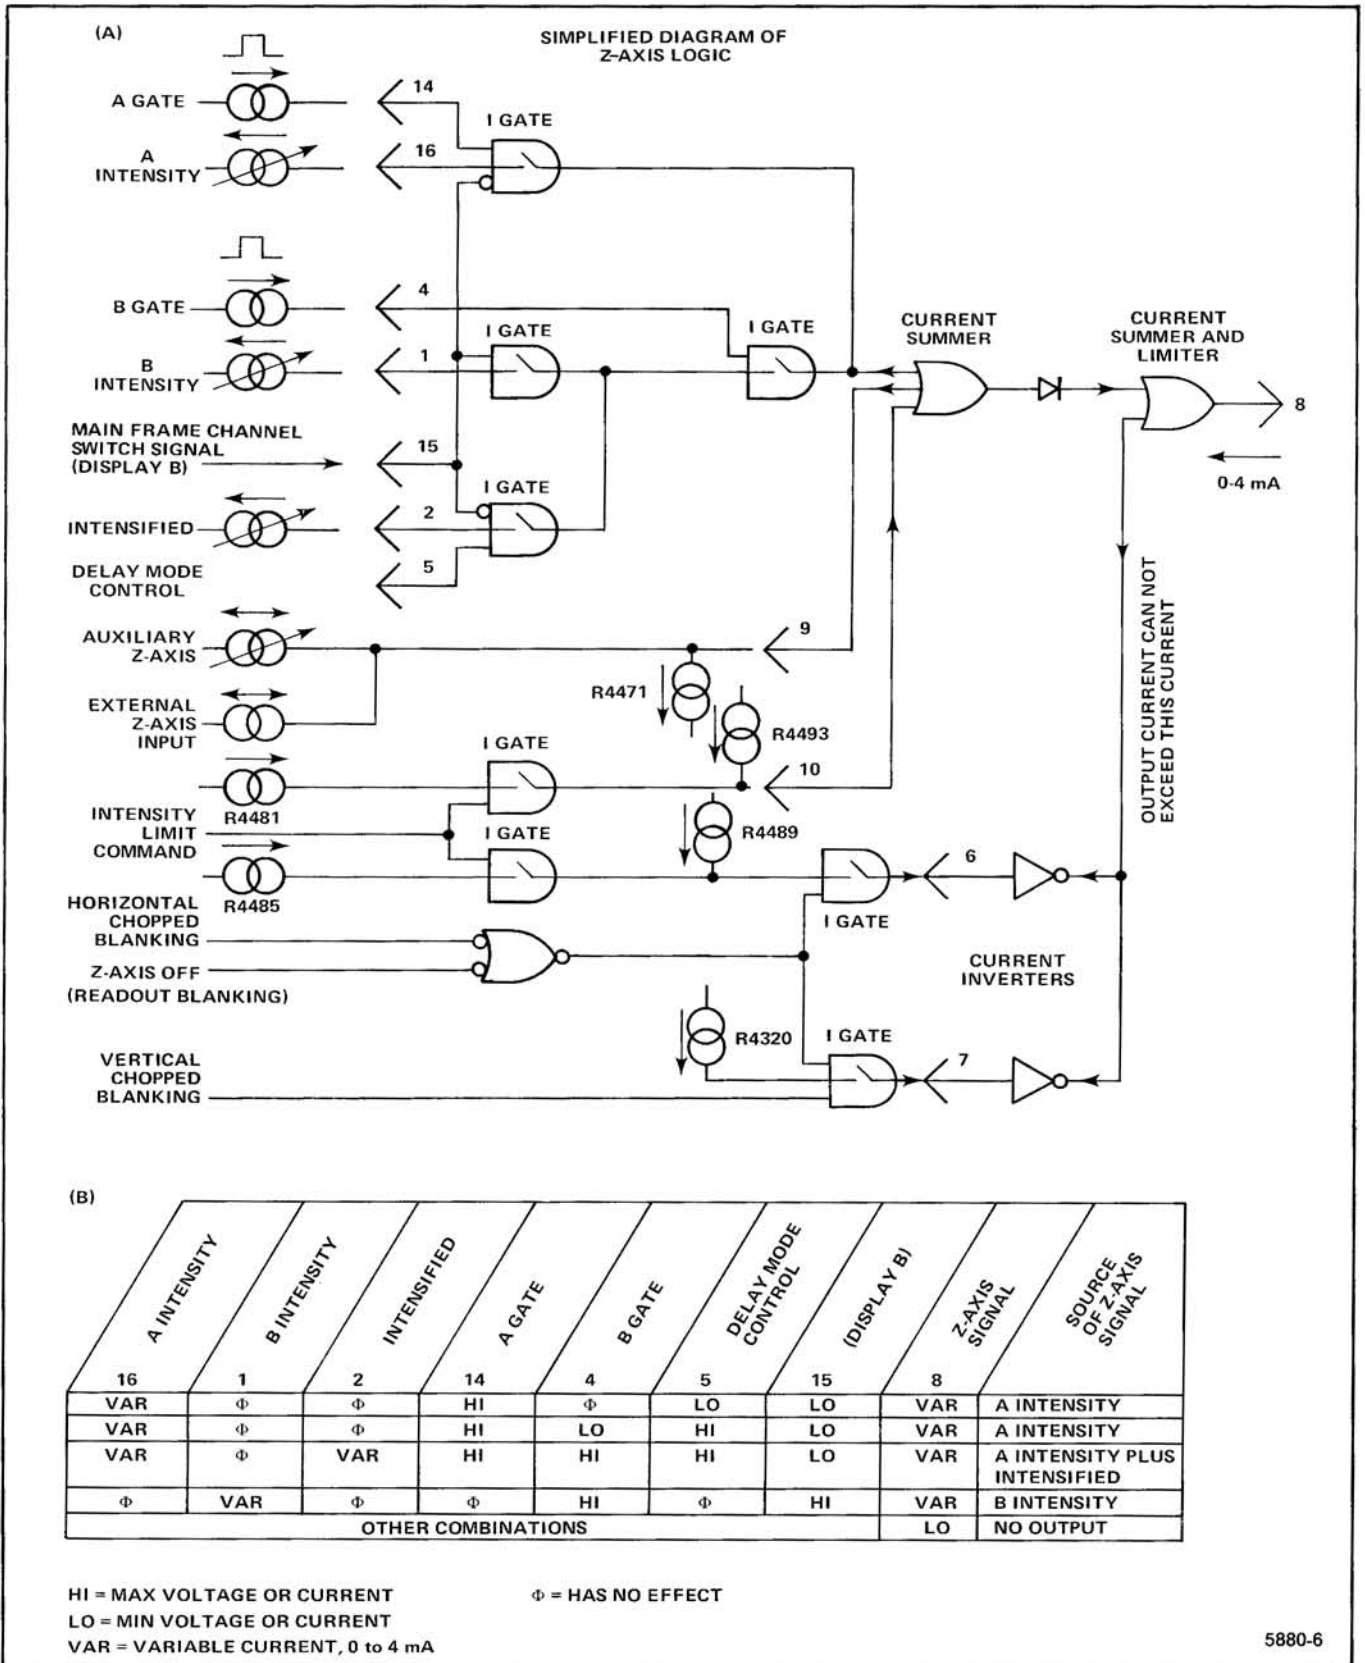 (A)
SIMPLIFIED DIAGRAM OF
Z-AXIS LOGIC
A GATE
14
I GATE
A
INTENSITY
16
B GATE
4
I GATE
I GATE
CURRENT
SUMMER
CURRENT
SUMMER AND
LIMITER
B
INTENSITY
1
8
MAIN FRAME CHANNEL
SWITCH SIGNAL
(DISPLAY B)
15
0-4 mA
I GATE
INTENSIFIED
2
DELAY MODE
CONTROL
5
OUTPUT CURRENT CAN NOT
EXCEED THIS CURRENT
AUXILIARY
Z-AXIS
9
R4471
EXTERNAL
Z-AXIS
INPUT
R4493
I GATE
10
R4481
INTENSITY
LIMIT
COMMAND
I GATE
R4489
6
R4485
I GATE
HORIZONTAL
CHOPPED
BLANKING
CURRENT
INVERTERS
Z-AXIS OFF
(READOUT BLANKING)
R4320
I GATE
7
VERTICAL
CHOPPED
BLANKING
(B)
A INTENSITY
B INTENSITY
INTENSIFIED
A GATE
B GATE
DELAY MODE
CONTROL
(DISPLAY B)
Z-AXIS
SIGNAL
SOURCE
OF Z-AXIS
SIGNAL
16 1 2 14 4 5 15 8
VAR Φ Φ HI Φ LO LO VAR A INTENSITY
VAR Φ Φ HI LO HI LO VAR A INTENSITY
VAR Φ VAR HI HI HI LO VAR A INTENSITY PLUS
INTENSIFIED
Φ VAR Φ Φ HI Φ HI VAR B INTENSITY
OTHER COMBINATIONS LO NO OUTPUT
HI = MAX VOLTAGE OR CURRENT Φ = HAS NO EFFECT
LO = MIN VOLTAGE OR CURRENT
VAR = VARIABLE CURRENT, 0 to 4 mA
5880-6